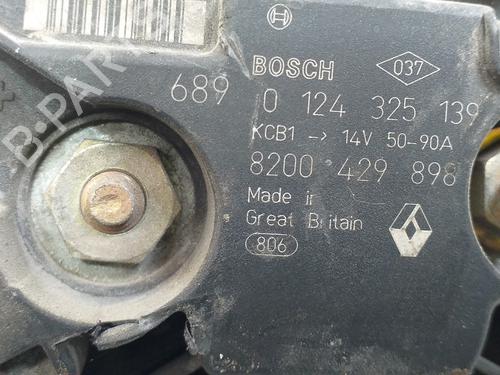 BOSCH 037
689 0 124 325 139
KCB1 → 14V 50-90A
8200 429 898
Made in
Great Britain
806
B-PARTS